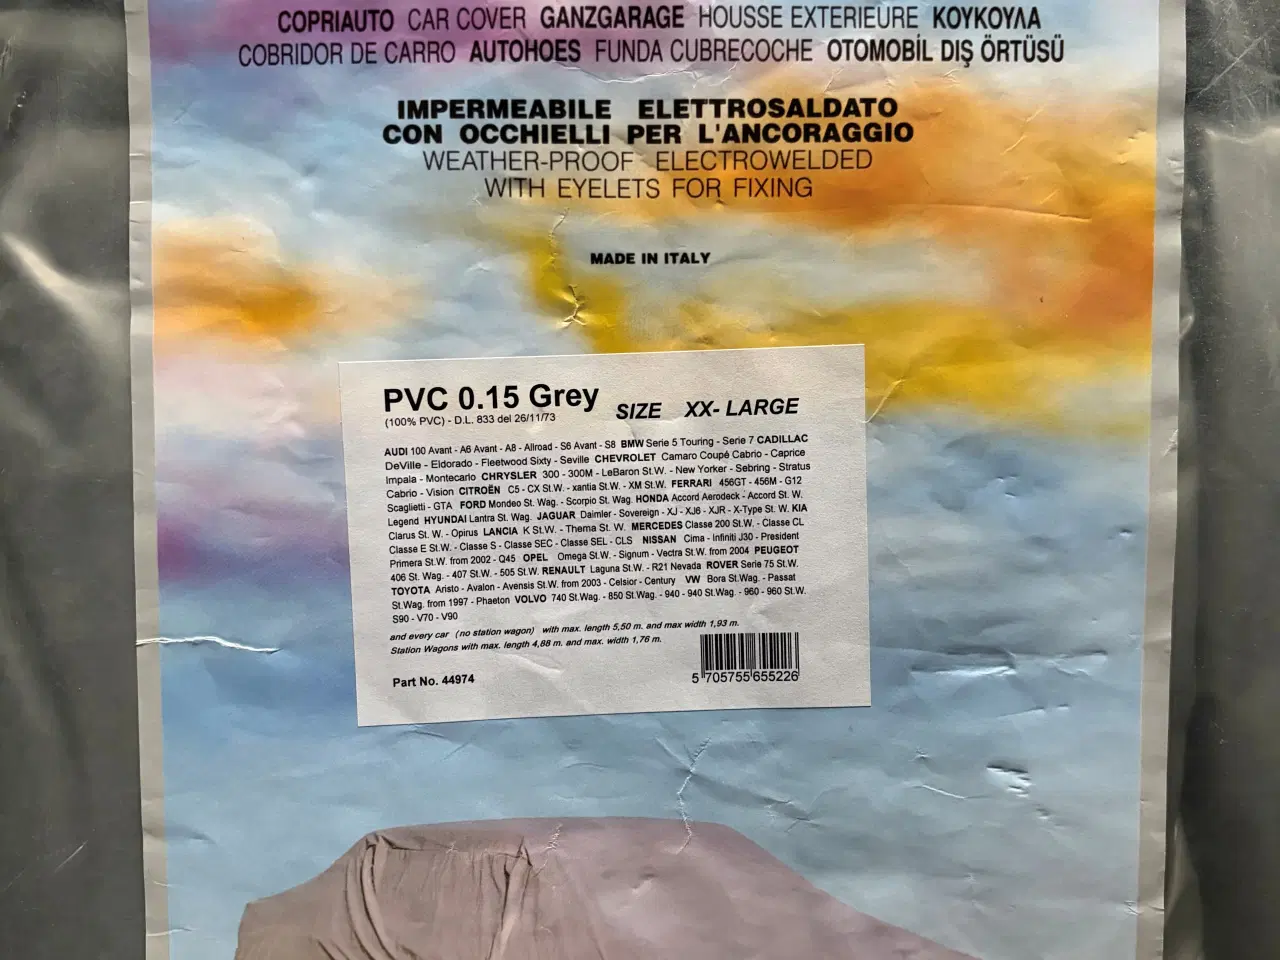 COPRIAUTO CAR COVER GANZGARAGE HOUSSE EXTERIEURE ΚΟΥΚΟΥΛΑ
COBRIDOR DE CARRO AUTOHOES FUNDA CUBRECOCHE OTOMOBİL DIŞ ÖRTÜSÜ
IMPERMEABILE ELETTROSALDATO
CON OCCHIELLI PER L'ANCORAGGIO
WEATHER-PROOF ELECTROWELDED
WITH EYELETS FOR FIXING
MADE IN ITALY
PVC 0.15 Grey SIZE XX- LARGE
(100% PVC) - D.L. 833 del 26/11/73
AUDI 100 Avant - A6 Avant - A8 - Allroad - S6 Avant - S8 BMW Serie 5 Touring - Serie 7 CADILLAC
DeVille - Eldorado - Fleetwood Sixty - Seville CHEVROLET Camaro Coupé Cabrio - Caprice
Impala - Montecarlo CHRYSLER 300 - 300M - LeBaron St.W. - New Yorker - Sebring - Stratus
Cabrio - Vision CITROËN C5 - CX St.W. - xantia St.W. - XM St.W. FERRARI 456GT - 456M - G12
Scaglietti - GTA FORD Mondeo St. Wag. - Scorpio St. Wag. HONDA Accord Aerodeck - Accord St. W.
Legend HYUNDAI Lantra St. Wag. JAGUAR Daimler - Sovereign - XJ - XJ6 - XJR - X-Type St. W. KIA
Clarus St. W. - Opirus LANCIA K St.W. - Thema St. W. MERCEDES Classe 200 St.W. - Classe CL
Classe E St.W. - Classe S - Classe SEC - Classe SEL - CLS NISSAN Cima - Infiniti J30 - President
Primera St.W. from 2002 - Q45 OPEL Omega St.W. - Signum - Vectra St.W. from 2004 PEUGEOT
406 St. Wag. - 407 St.W. - 505 St.W. RENAULT Laguna St.W. - R21 Nevada ROVER Serie 75 St.W.
TOYOTA Aristo - Avalon - Avensis St.W. from 2003 - Celsior - Century VW Bora St.Wag. - Passat
St.Wag. from 1997 - Phaeton VOLVO 740 St.Wag. - 850 St.Wag. - 940 - 940 St.Wag. - 960 - 960 St.W.
S90 - V70 - V90
and every car (no station wagon) with max. length 5,50 m. and max width 1,93 m.
Station Wagons with max. length 4,88 m. and max. width 1,76 m.
Part No. 44974
5 705755 655226